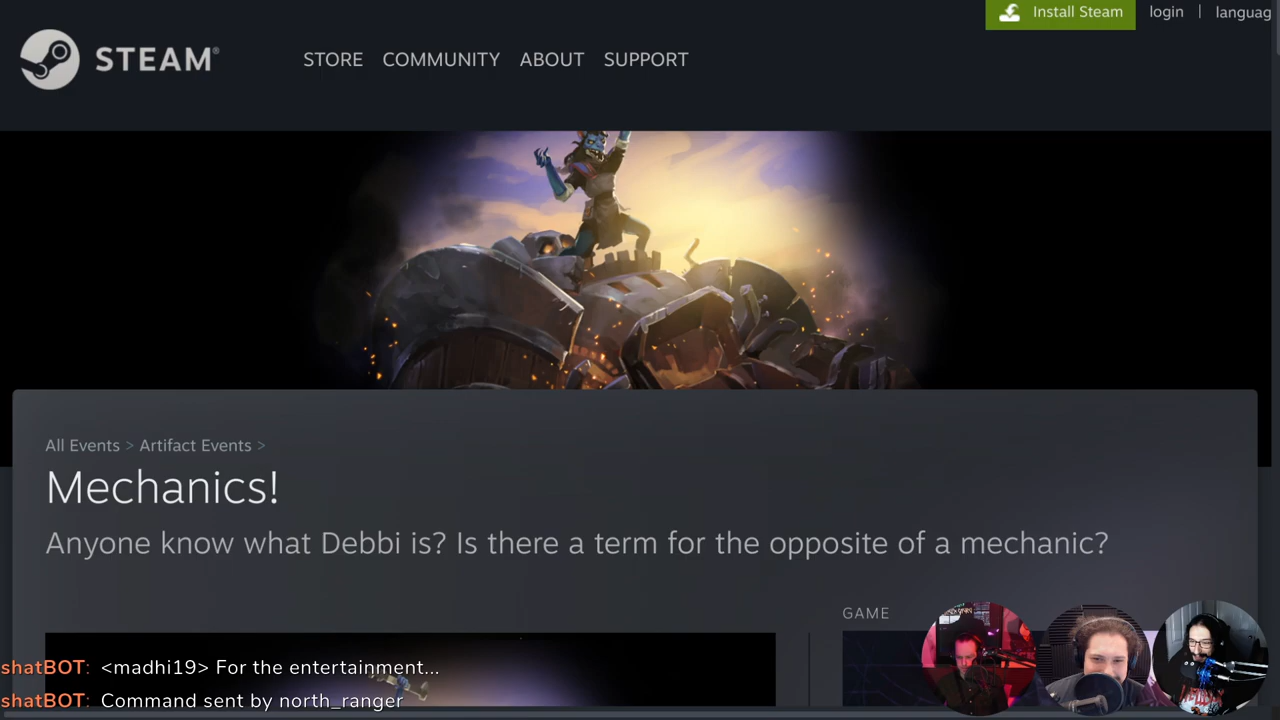 Install Steam
login
|
languag
STEAM®
STORE
COMMUNITY
ABOUT
SUPPORT
All Events > Artifact Events >
Mechanics!
Anyone know what Debbi is? Is there a term for the opposite of a mechanic?
GAME
shatBOT: <madhi19> For the entertainment...
shatBOT: Command sent by north_ranger